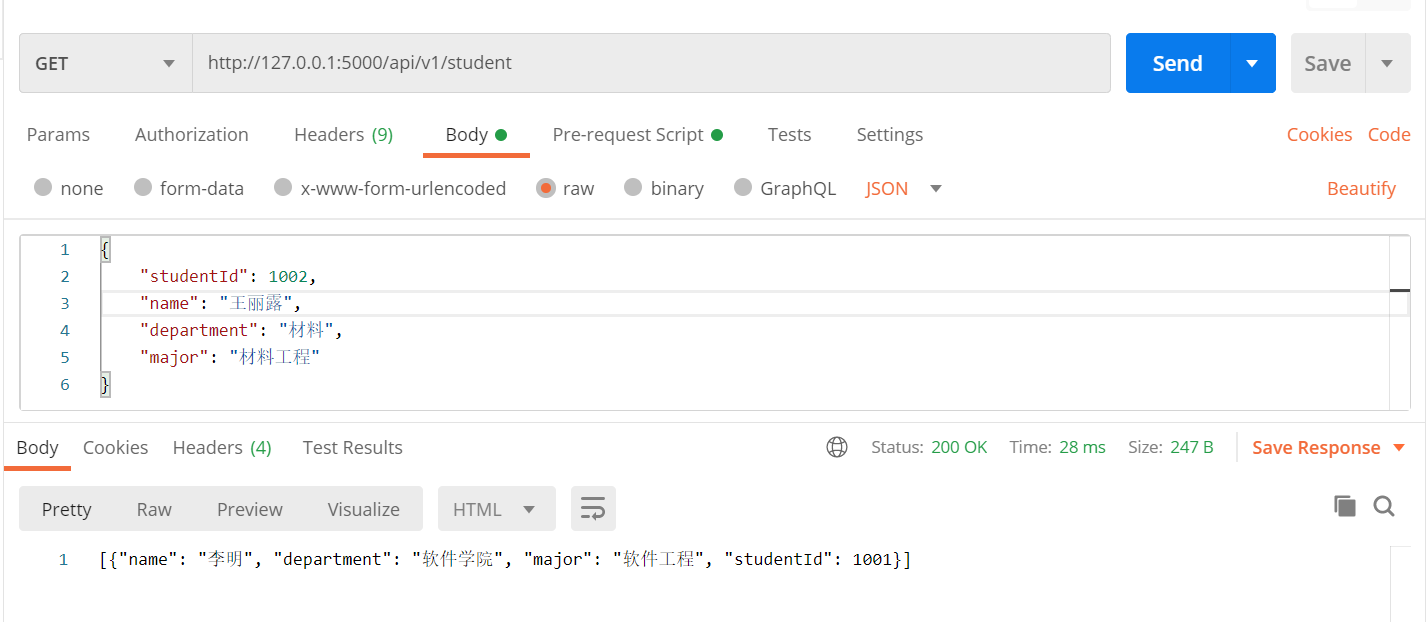 GET http://127.0.0.1:5000/api/v1/student Send Save
Params Authorization Headers (9) Body Pre-request Script Tests Settings Cookies Code
none form-data x-www-form-urlencoded raw binary GraphQL JSON Beautify
1 {
2 "studentId": 1002,
3 "name": "王丽露",
4 "department": "材料",
5 "major": "材料工程"
6 }
Body Cookies Headers (4) Test Results Status: 200 OK Time: 28 ms Size: 247 B Save Response
Pretty Raw Preview Visualize HTML
1 [{"name": "李明", "department": "软件学院", "major": "软件工程", "studentId": 1001}]